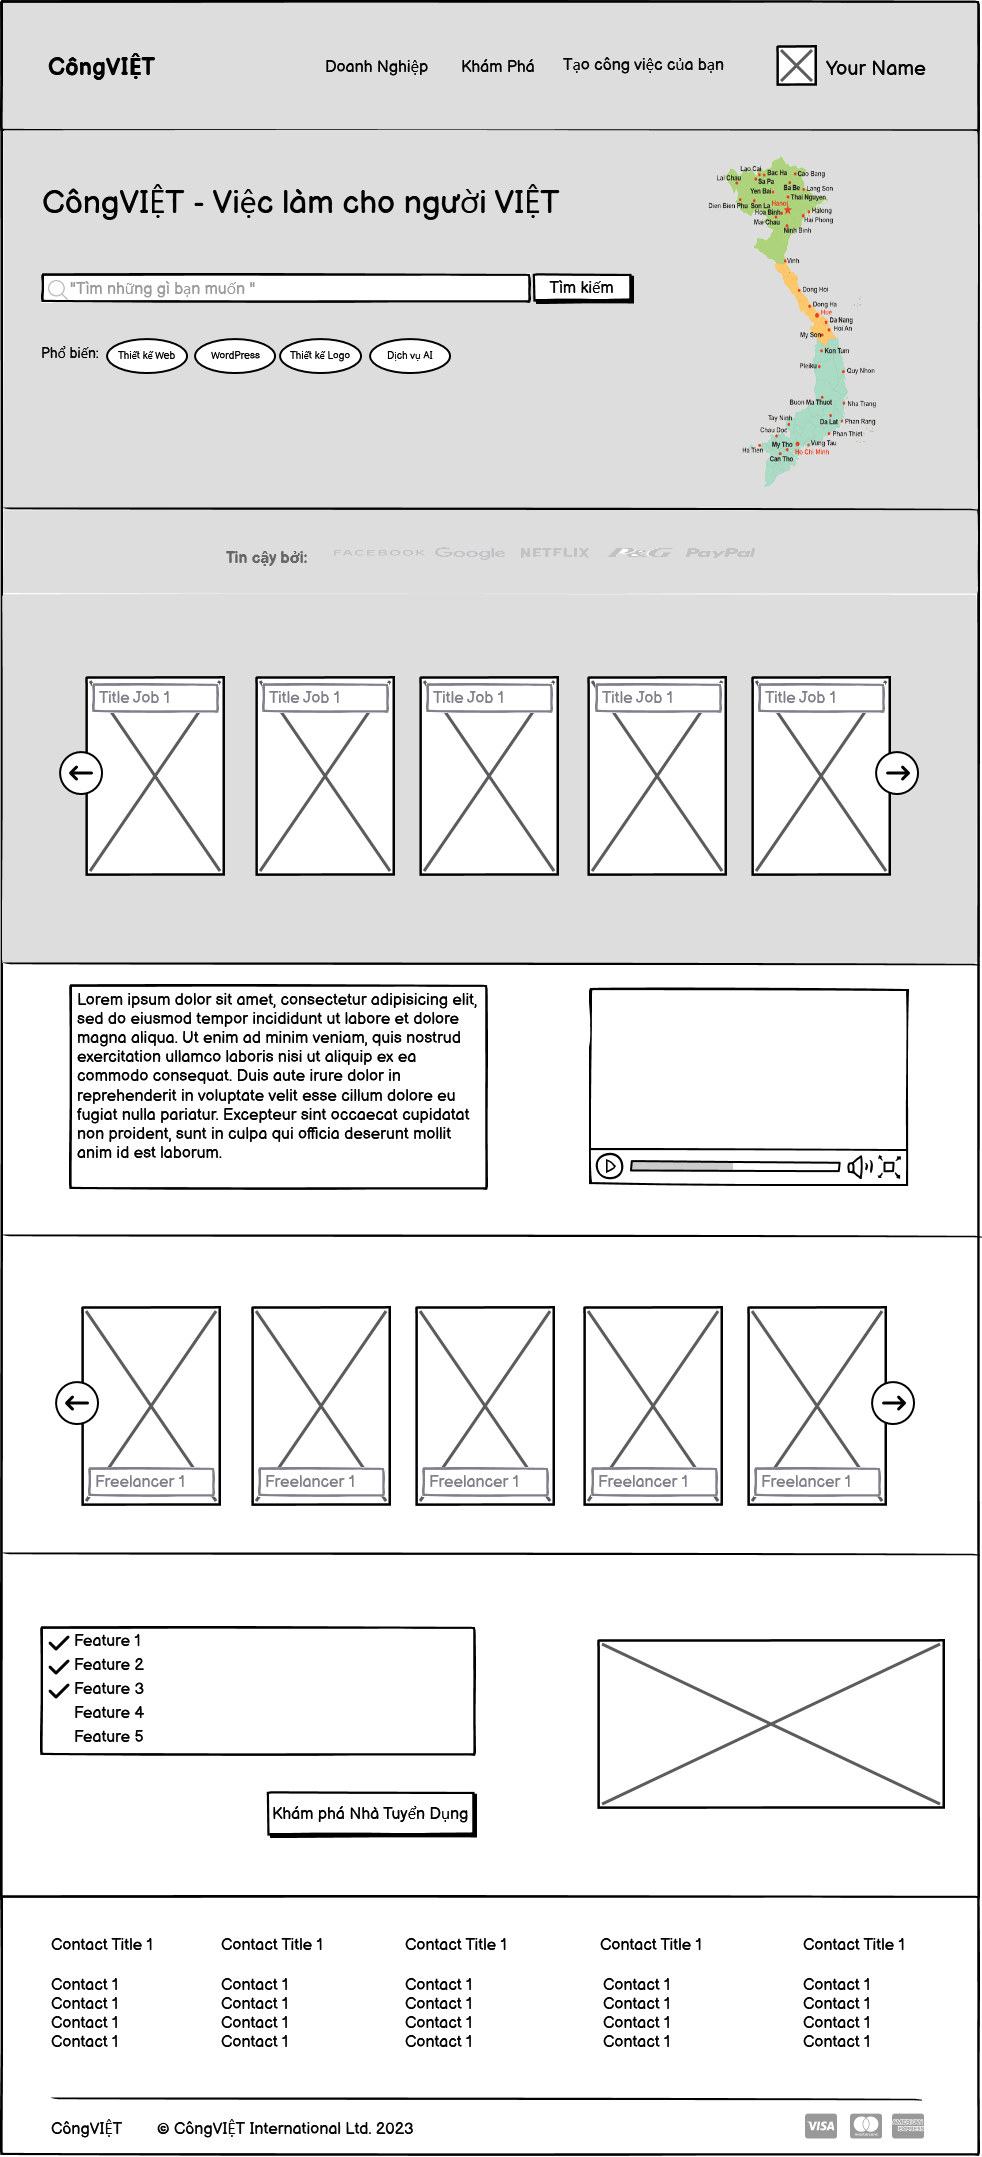 CôngVIỆT
Doanh Nghiệp
Khám Phá
Tạo công việc của bạn
Your Name
CôngVIỆT - Việc làm cho người VIỆT
"Tìm những gì bạn muốn "
Tìm kiếm
Phổ biến:
Thiết kế Web
WordPress
Thiết kế Logo
Dịch vụ AI
Lao Cai
Bac Ha
Cao Bang
Lai Chau
Sa Pa
Ba Be
Lang Son
Yen Bai
Thai Nguyen
Dien Bien Phu
Son La
Hanoi
Hoa Binh
Halong
Hai Phong
Mai Chau
Ninh Binh
Vinh
Dong Hoi
Dong Ha
Hue
Da Nang
Hoi An
My Son
Kon Tum
Pleiku
Quy Nhon
Buon Ma Thuot
Nha Trang
Tay Ninh
Da Lat
Phan Rang
Chau Doc
Phan Thiet
My Tho
Vung Tau
Ha Tien
Ho Chi Minh
Can Tho
Tin cậy bởi:
FACEBOOK
Google
NETFLIX
P&G
PayPal
Title Job 1
Title Job 1
Title Job 1
Title Job 1
Title Job 1
Lorem ipsum dolor sit amet, consectetur adipisicing elit,
sed do eiusmod tempor incididunt ut labore et dolore
magna aliqua. Ut enim ad minim veniam, quis nostrud
exercitation ullamco laboris nisi ut aliquip ex ea
commodo consequat. Duis aute irure dolor in
reprehenderit in voluptate velit esse cillum dolore eu
fugiat nulla pariatur. Excepteur sint occaecat cupidatat
non proident, sunt in culpa qui officia deserunt mollit
anim id est laborum.
Freelancer 1
Freelancer 1
Freelancer 1
Freelancer 1
Freelancer 1
Feature 1
Feature 2
Feature 3
Feature 4
Feature 5
Khám phá Nhà Tuyển Dụng
Contact Title 1
Contact 1
Contact 1
Contact 1
Contact 1
Contact Title 1
Contact 1
Contact 1
Contact 1
Contact 1
Contact Title 1
Contact 1
Contact 1
Contact 1
Contact 1
Contact Title 1
Contact 1
Contact 1
Contact 1
Contact 1
Contact Title 1
Contact 1
Contact 1
Contact 1
Contact 1
CôngVIỆT
© CôngVIỆT International Ltd. 2023
VISA
mastercard
AMERICAN
EXPRESS